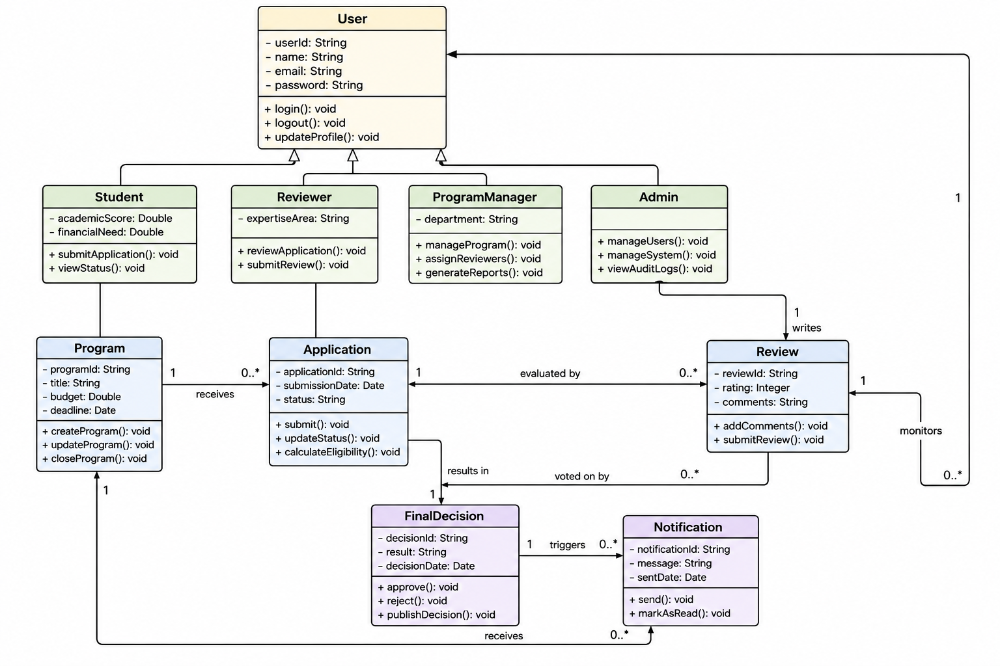 User
– userId: String
– name: String
– email: String
– password: String
+ login(): void
+ logout(): void
+ updateProfile(): void
Student
– academicScore: Double
– financialNeed: Double
+ submitApplication(): void
+ viewStatus(): void
Reviewer
– expertiseArea: String
+ reviewApplication(): void
+ submitReview(): void
ProgramManager
– department: String
+ manageProgram(): void
+ assignReviewers(): void
+ generateReports(): void
Admin
+ manageUsers(): void
+ manageSystem(): void
+ viewAuditLogs(): void
1
1
writes
Program
– programId: String
– title: String
– budget: Double
– deadline: Date
+ createProgram(): void
+ updateProgram(): void
+ closeProgram(): void
1
0..*
receives
Application
– applicationId: String
– submissionDate: Date
– status: String
+ submit(): void
+ updateStatus(): void
+ calculateEligibility(): void
1
evaluated by
0..*
Review
– reviewId: String
– rating: Integer
– comments: String
+ addComments(): void
+ submitReview(): void
1
monitors
0..*
results in
1
voted on by
0..*
1
FinalDecision
– decisionId: String
– result: String
– decisionDate: Date
+ approve(): void
+ reject(): void
+ publishDecision(): void
1
triggers
0..*
Notification
– notificationId: String
– message: String
– sentDate: Date
+ send(): void
+ markAsRead(): void
receives
0..*